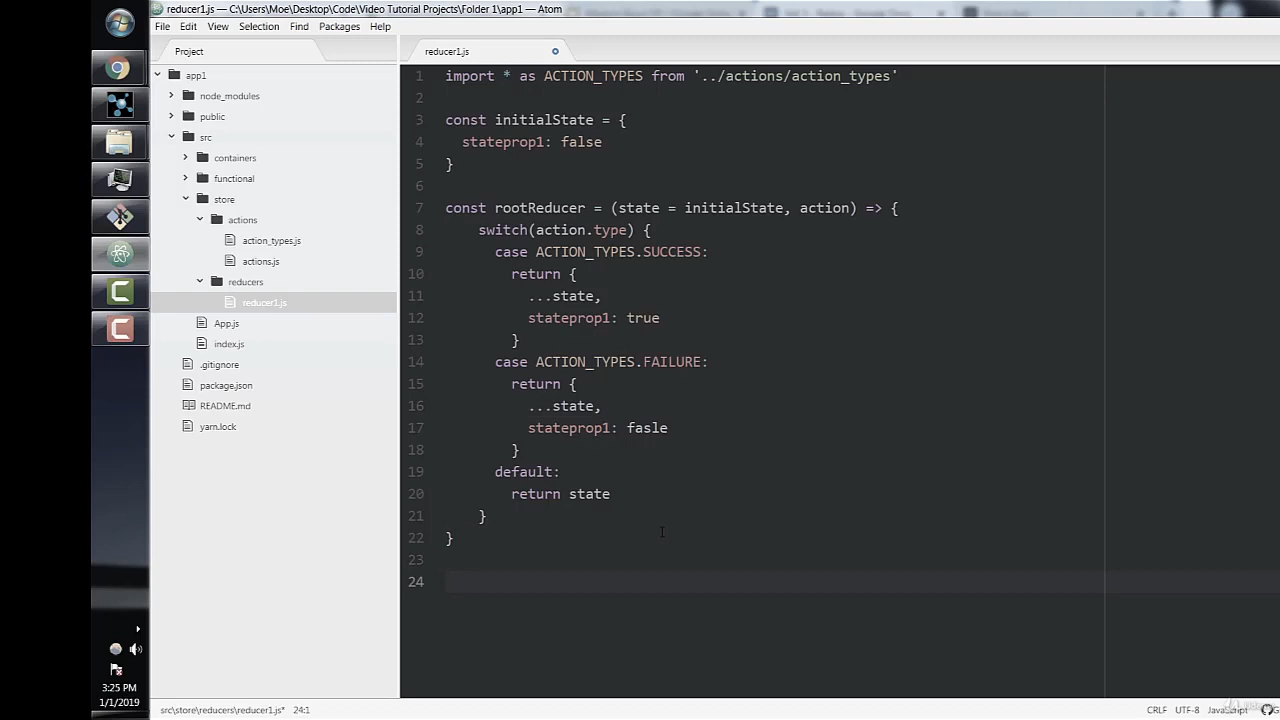 reducer1.js — C:\Users\Moe\Desktop\Code\Video Tutorial Projects\Folder 1\app1 — Atom
File Edit View Selection Find Packages Help
Project
reducer1.js
app1
node_modules
public
src
containers
functional
store
actions
action_types.js
actions.js
reducers
reducer1.js
App.js
index.js
.gitignore
package.json
README.md
yarn.lock
1 import * as ACTION_TYPES from '../actions/action_types'
2
3 const initialState = {
4 stateprop1: false
5 }
6
7 const rootReducer = (state = initialState, action) => {
8 switch(action.type) {
9 case ACTION_TYPES.SUCCESS:
10 return {
11 ...state,
12 stateprop1: true
13 }
14 case ACTION_TYPES.FAILURE:
15 return {
16 ...state,
17 stateprop1: fasle
18 }
19 default:
20 return state
21 }
22 }
23
24
3:25 PM
1/1/2019
src\store\reducers\reducer1.js* 24:1
CRLF UTF-8 JavaScript